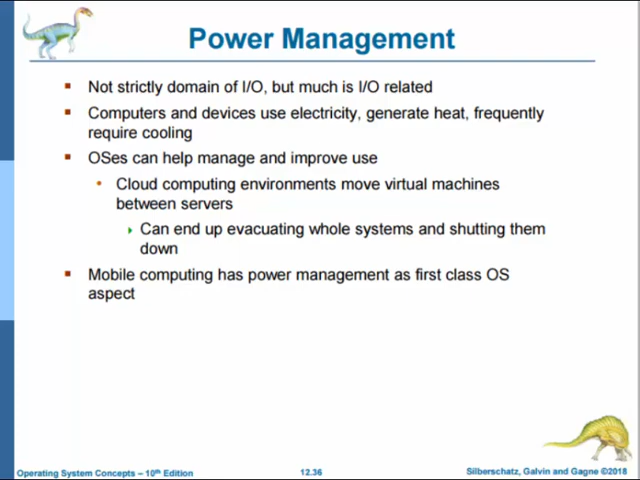 Power Management
Not strictly domain of I/O, but much is I/O related
Computers and devices use electricity, generate heat, frequently
require cooling
OSes can help manage and improve use
Cloud computing environments move virtual machines
between servers
Can end up evacuating whole systems and shutting them
down
Mobile computing has power management as first class OS
aspect
Operating System Concepts – 10th Edition
12.36
Silberschatz, Galvin and Gagne ©2018